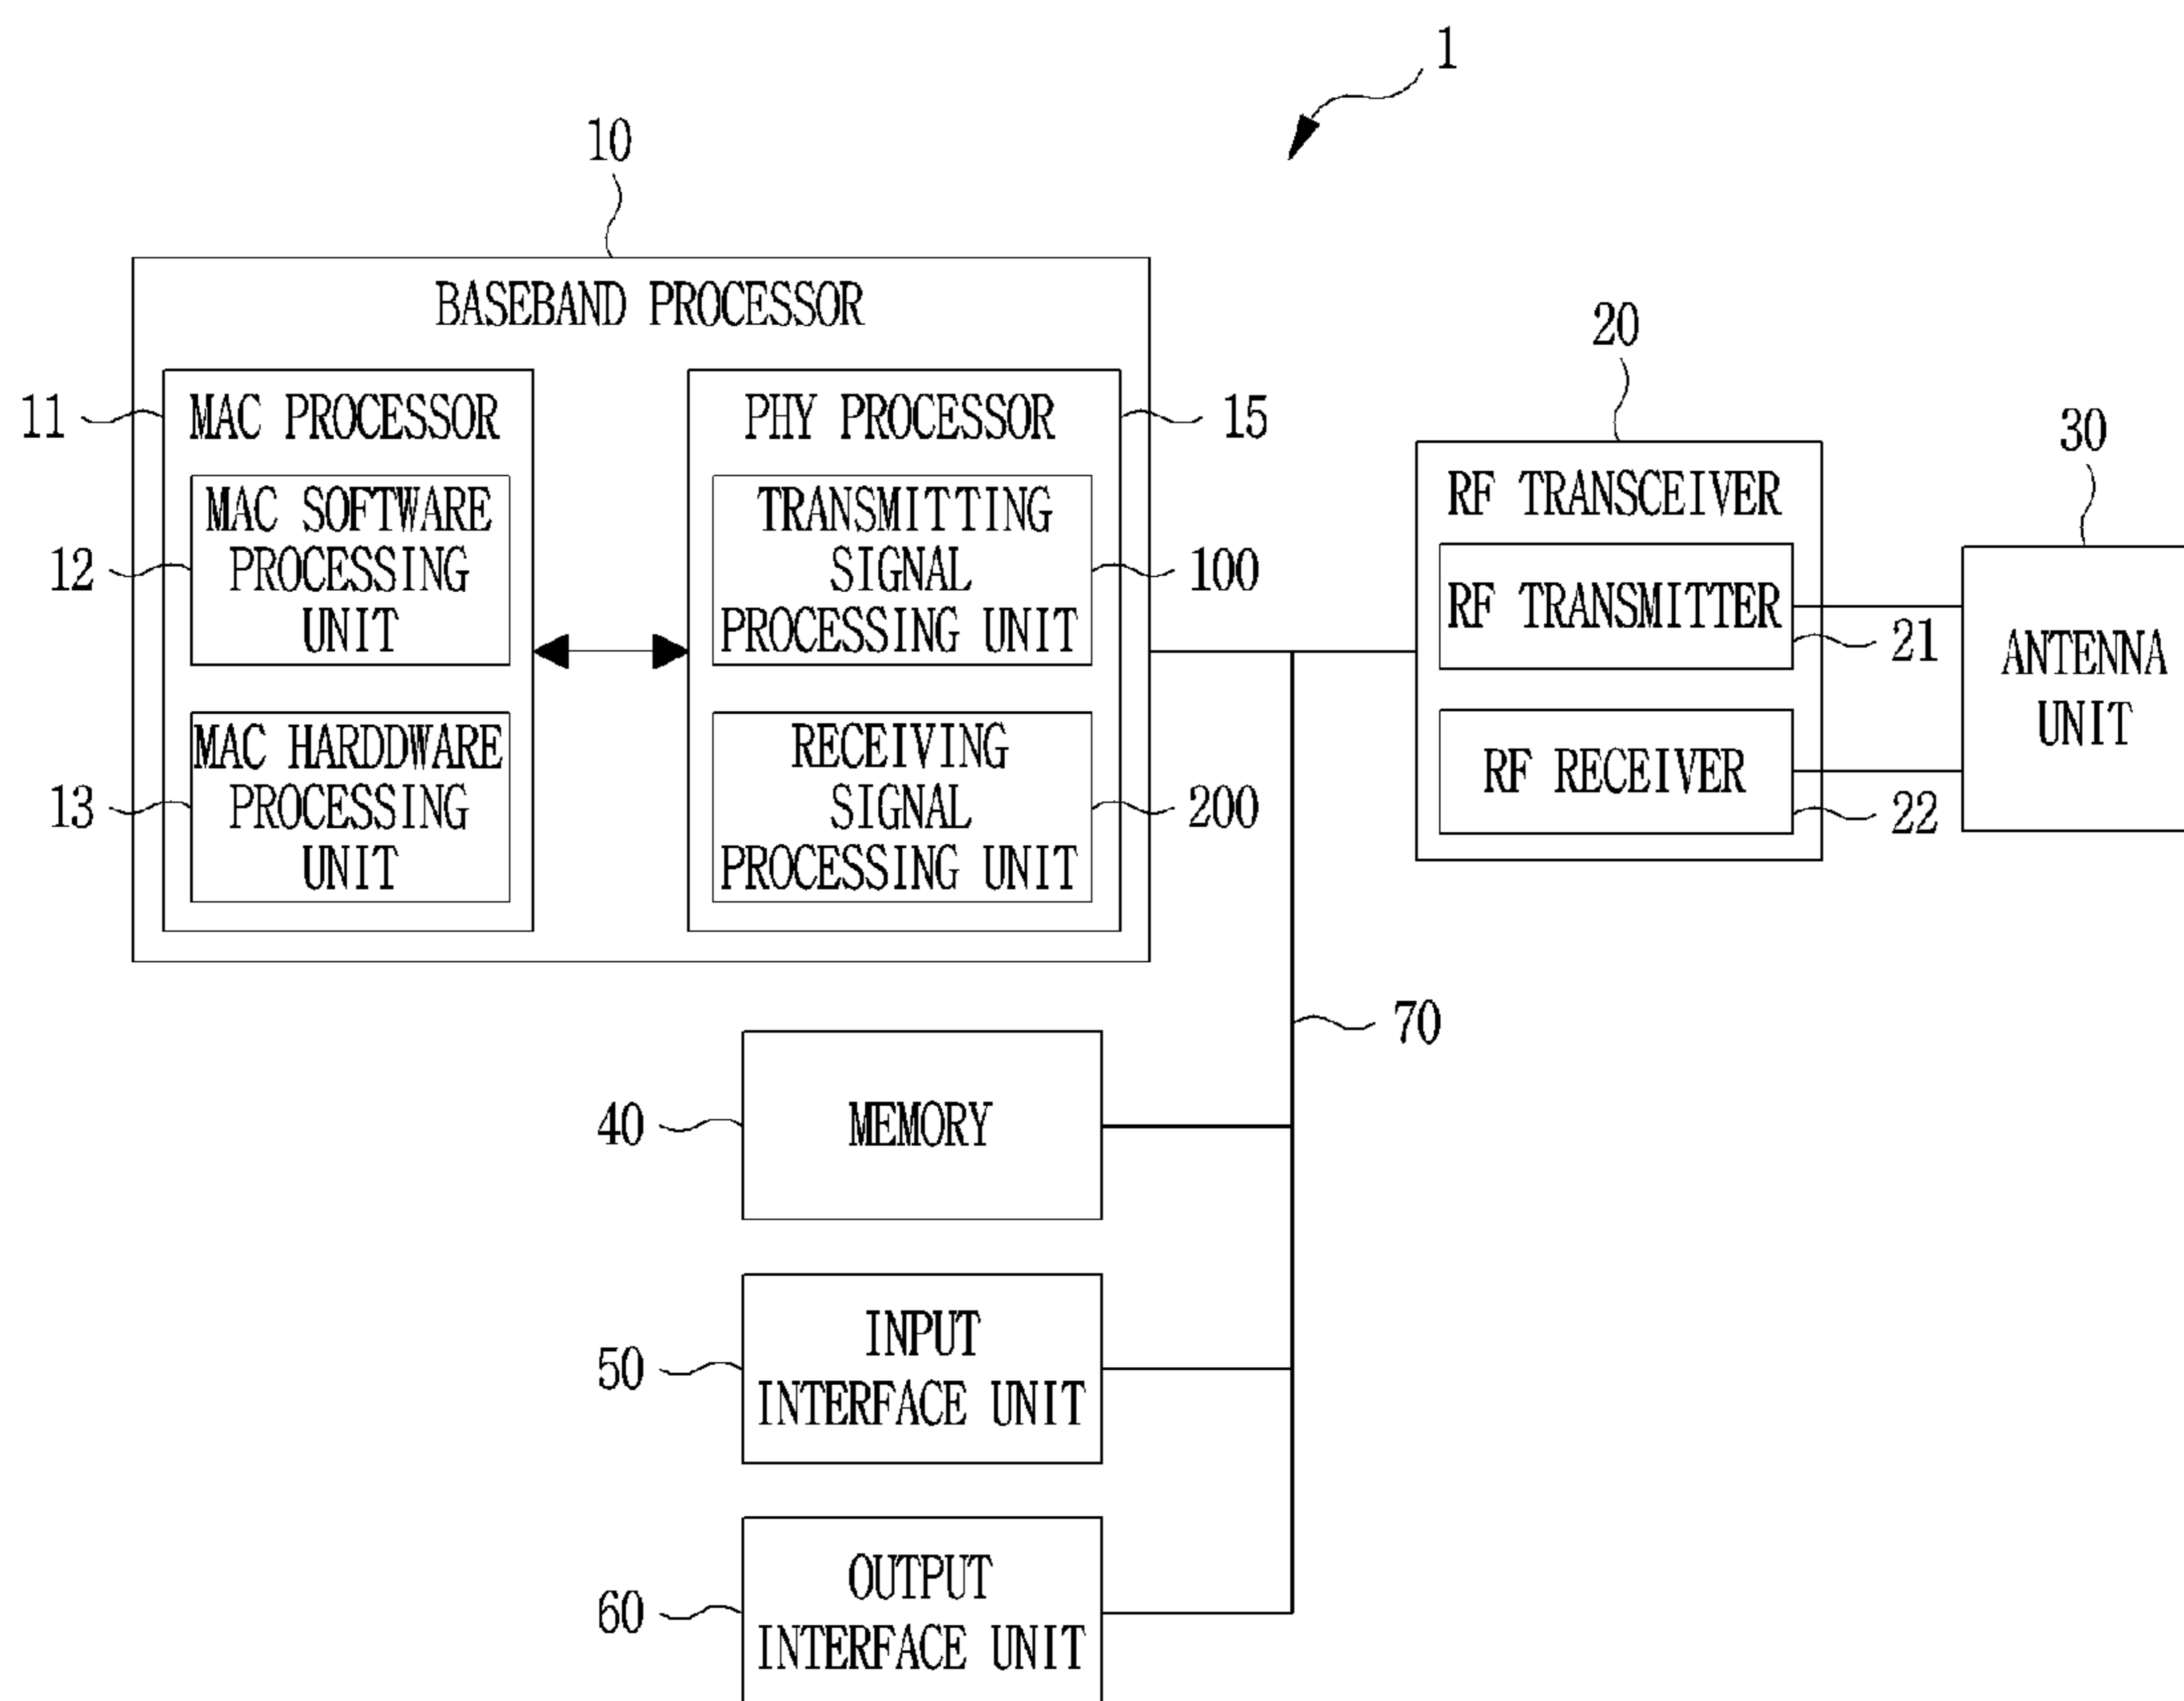 1
10
BASEBAND PROCESSOR
11
MAC PROCESSOR
12
MAC SOFTWARE
PROCESSING
UNIT
13
MAC HARDDWARE
PROCESSING
UNIT
PHY PROCESSOR
15
TRANSMITTING
SIGNAL
PROCESSING UNIT
100
RECEIVING
SIGNAL
PROCESSING UNIT
200
20
RF TRANSCEIVER
RF TRANSMITTER
21
RF RECEIVER
22
30
ANTENNA
UNIT
70
40
MEMORY
50
INPUT
INTERFACE UNIT
60
OUTPUT
INTERFACE UNIT